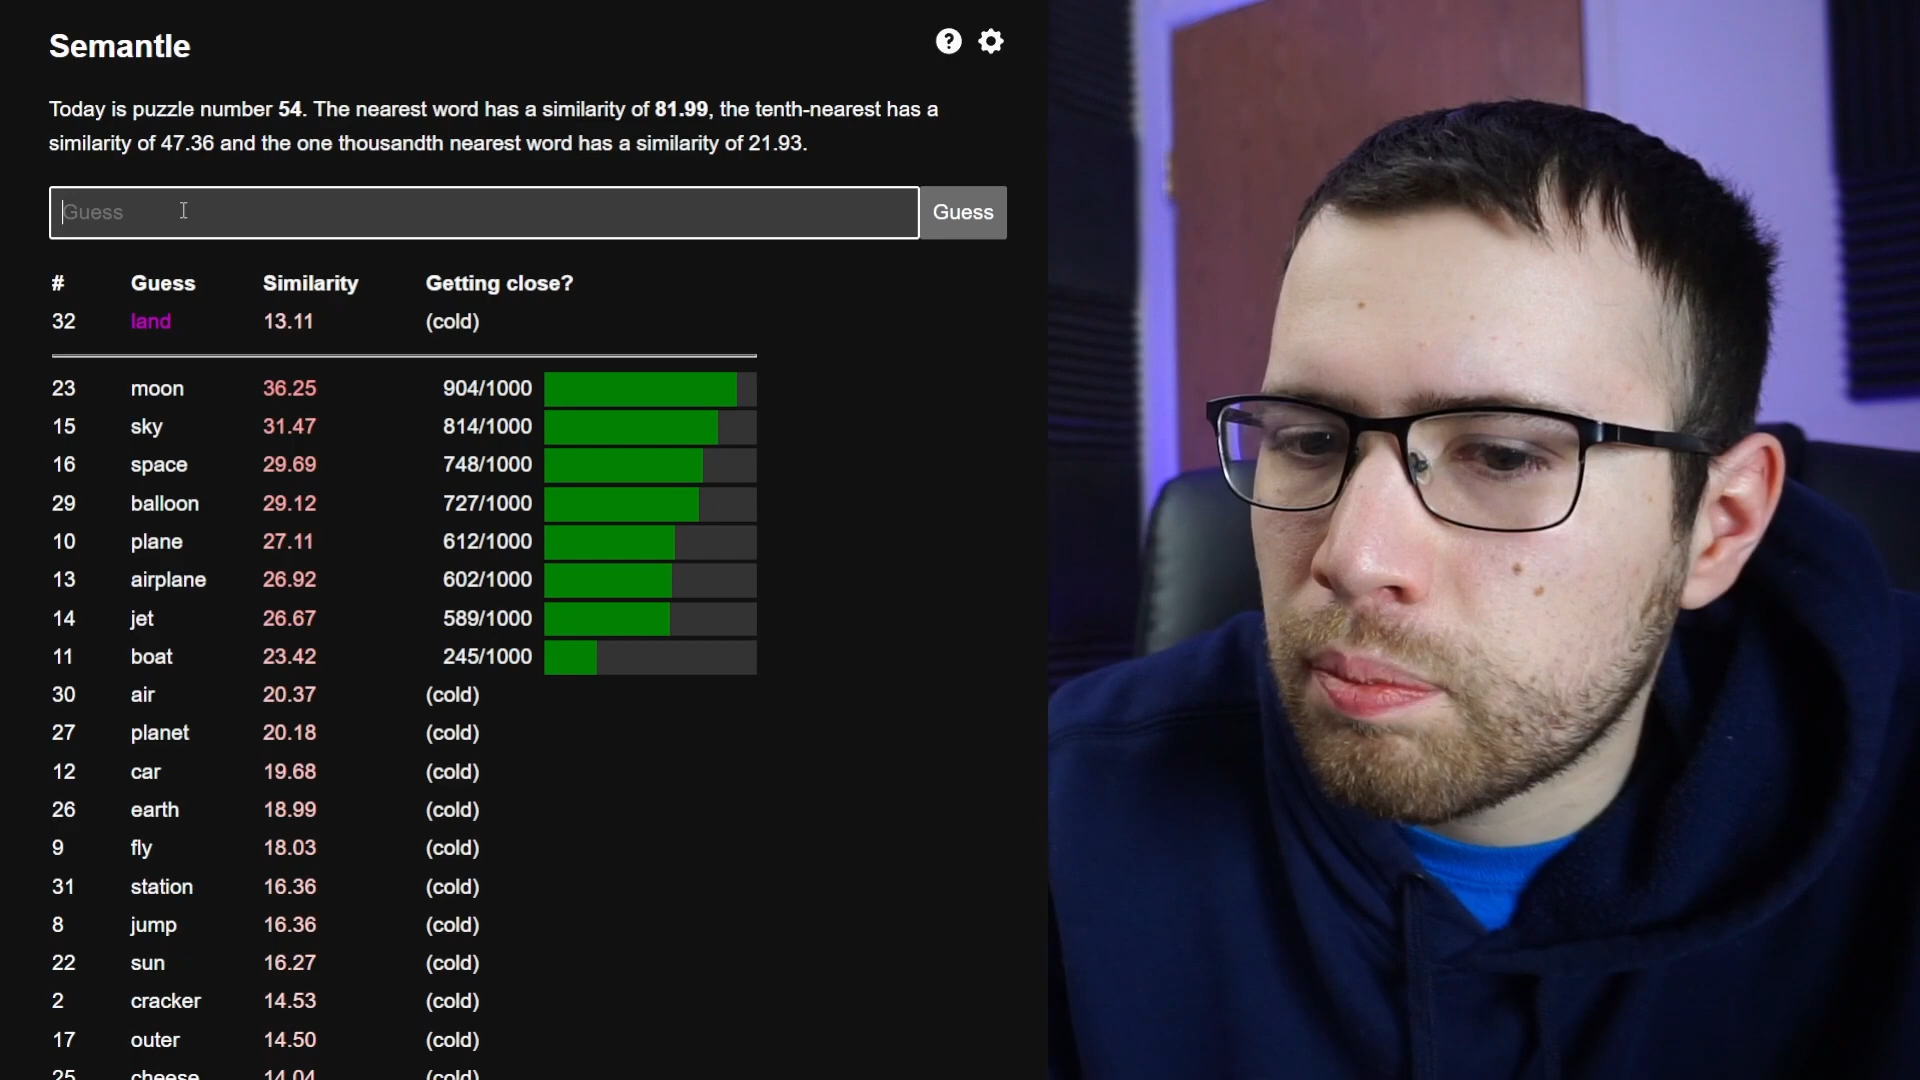 Semantle
Today is puzzle number 54. The nearest word has a similarity of 81.99, the tenth-nearest has a
similarity of 47.36 and the one thousandth nearest word has a similarity of 21.93.
Guess Guess
# Guess Similarity Getting close?
32 land 13.11 (cold)
23 moon 36.25 904/1000
15 sky 31.47 814/1000
16 space 29.69 748/1000
29 balloon 29.12 727/1000
10 plane 27.11 612/1000
13 airplane 26.92 602/1000
14 jet 26.67 589/1000
11 boat 23.42 245/1000
30 air 20.37 (cold)
27 planet 20.18 (cold)
12 car 19.68 (cold)
26 earth 18.99 (cold)
9 fly 18.03 (cold)
31 station 16.36 (cold)
8 jump 16.36 (cold)
22 sun 16.27 (cold)
2 cracker 14.53 (cold)
17 outer 14.50 (cold)
25 cheese 14.04 (cold)